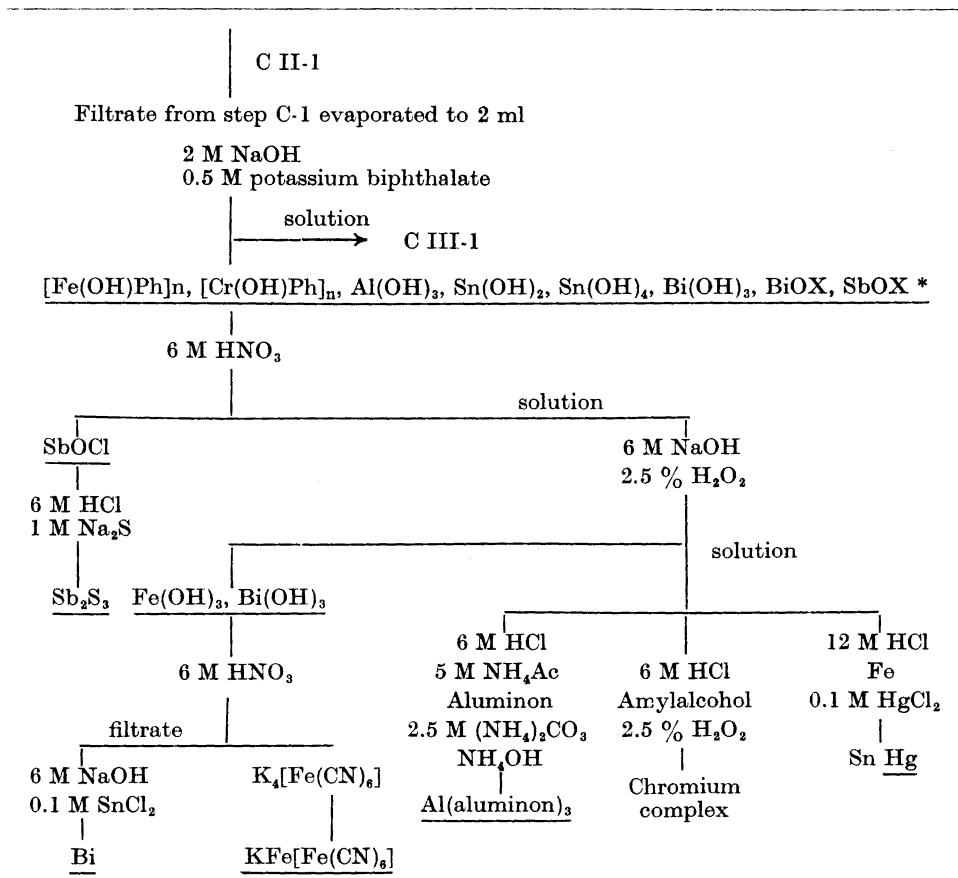 C II-1
Filtrate from step C-1 evaporated to 2 ml
2 M NaOH
0.5 M potassium biphthalate
solution
C III-1
[Fe(OH)Ph]n, [Cr(OH)Ph]ₙ, Al(OH)₃, Sn(OH)₂, Sn(OH)₄, Bi(OH)₃, BiOX, SbOX *
6 M HNO₃
solution
SbOCl
6 M NaOH
2.5 % H₂O₂
6 M HCl
1 M Na₂S
solution
Sb₂S₃
Fe(OH)₃, Bi(OH)₃
6 M HNO₃
6 M HCl
5 M NH₄Ac
Aluminon
2.5 M (NH₄)₂CO₃
NH₄OH
Al(aluminon)₃
6 M HCl
Amylalcohol
2.5 % H₂O₂
Chromium
complex
12 M HCl
Fe
0.1 M HgCl₂
Sn Hg
filtrate
6 M NaOH
0.1 M SnCl₂
Bi
K₄[Fe(CN)₆]
KFe[Fe(CN)₆]